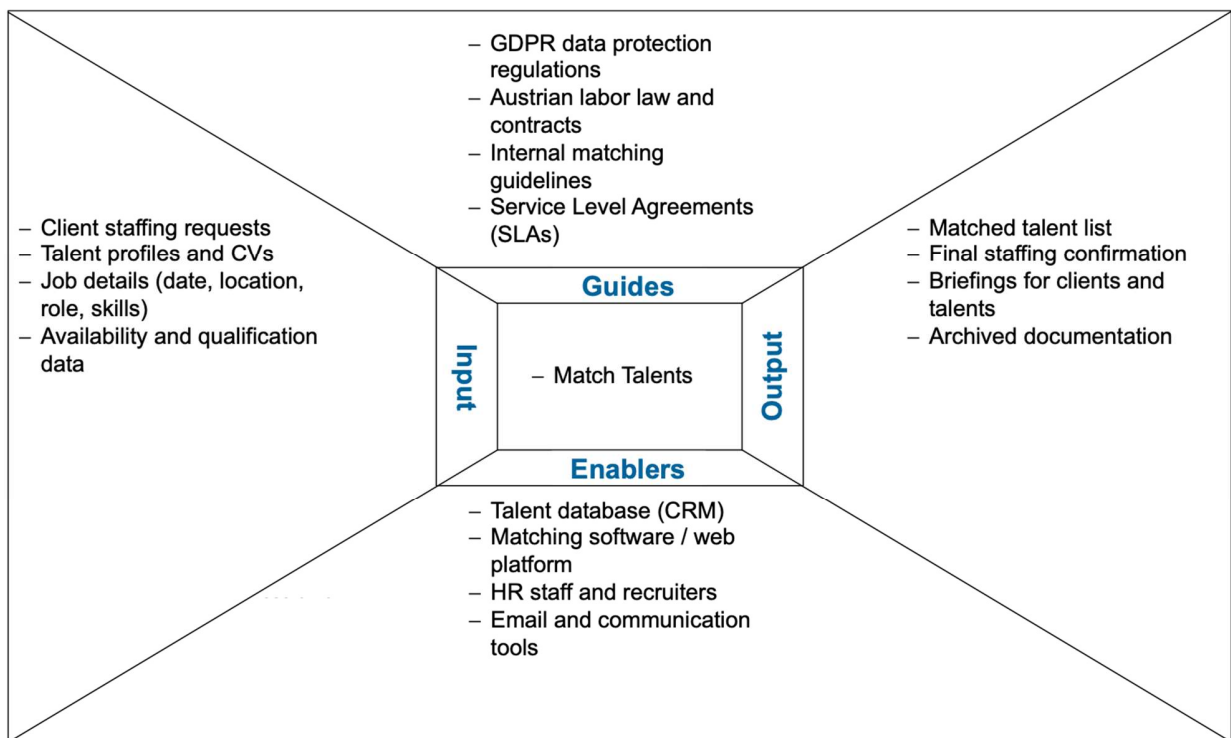 – GDPR data protection
regulations
– Austrian labor law and
contracts
– Internal matching
guidelines
– Service Level Agreements
(SLAs)
– Client staffing requests
– Talent profiles and CVs
– Job details (date, location,
role, skills)
– Availability and qualification
data
– Matched talent list
– Final staffing confirmation
– Briefings for clients and
talents
– Archived documentation
Guides
Input
– Match Talents
Output
Enablers
– Talent database (CRM)
– Matching software / web
platform
– HR staff and recruiters
– Email and communication
tools